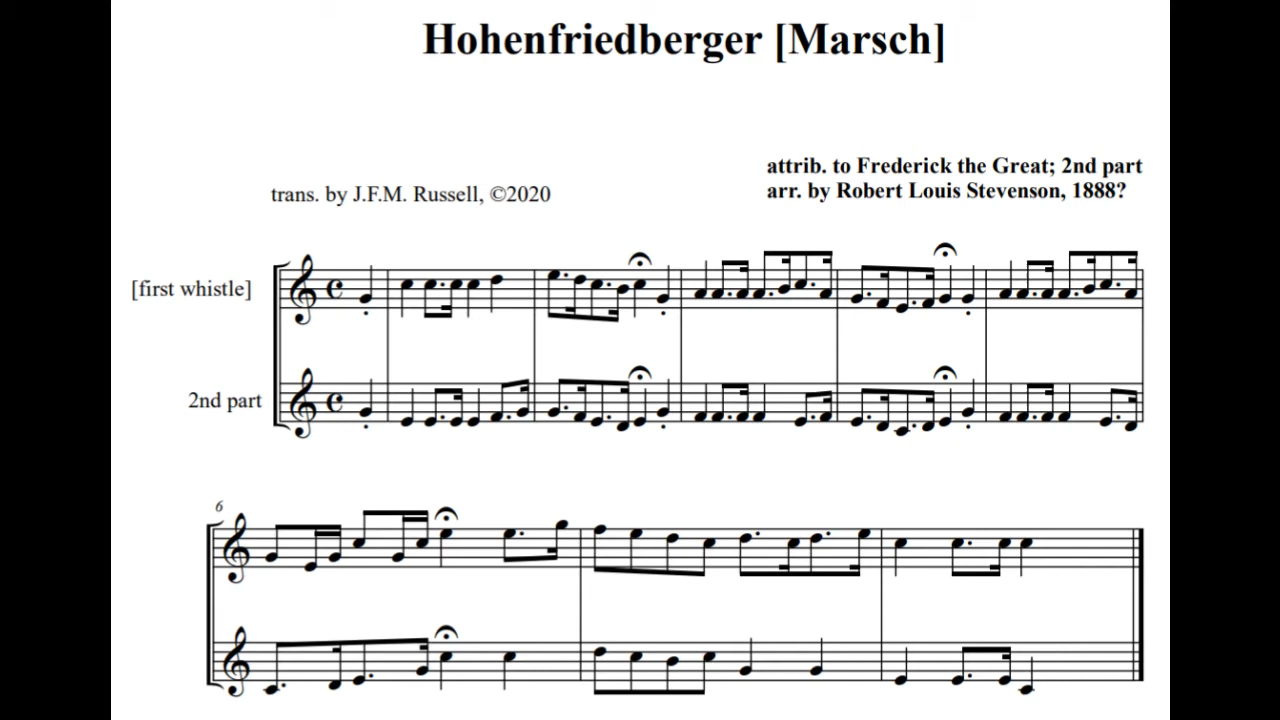 Hohenfriedberger [Marsch]
attrib. to Frederick the Great; 2nd part
trans. by J.F.M. Russell, ©2020
arr. by Robert Louis Stevenson, 1888?
[first whistle]
2nd part
6